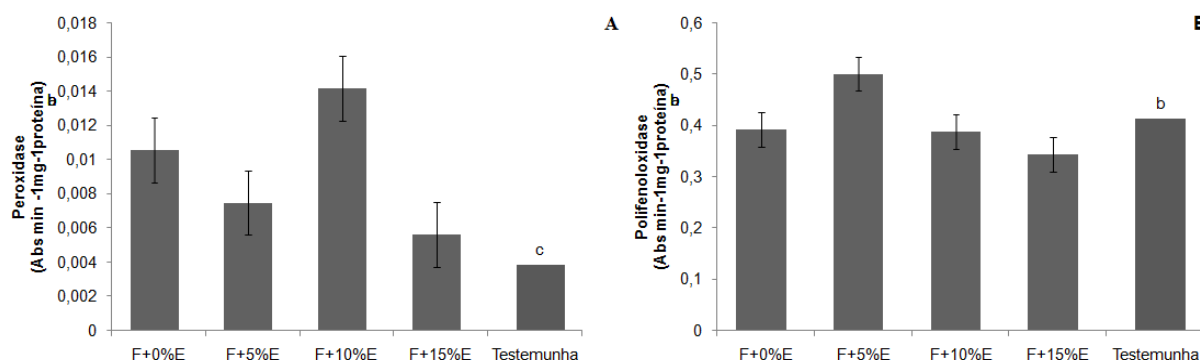 A
Peroxidase
(Abs min -1mg-1proteína)
0,018
0,016
0,014
0,012
0,01
0,008
0,006
0,004
0,002
0
c
F+0%E F+5%E F+10%E F+15%E Testemunha
Polifenoloxidase
(Abs min-1mg-1proteína)
0,6
0,5
0,4
0,3
0,2
0,1
0
b
F+0%E F+5%E F+10%E F+15%E Testemunha